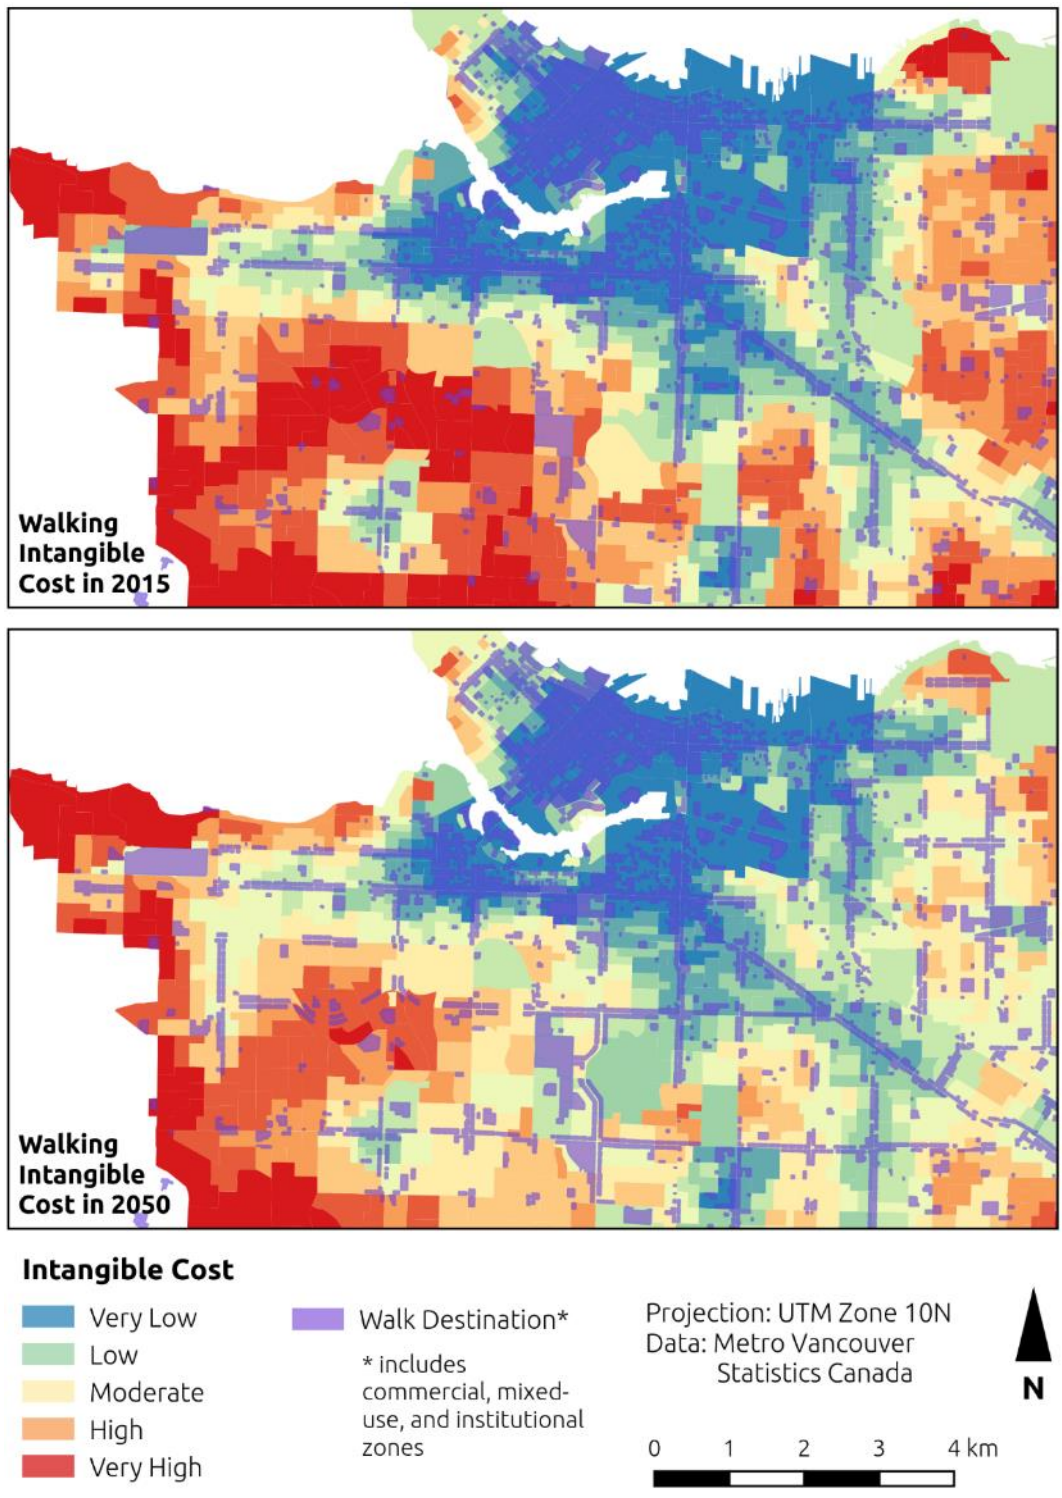 Walking
Intangible
Cost in 2015
Walking
Intangible
Cost in 2050
Intangible Cost
Very Low
Low
Moderate
High
Very High
Walk Destination*
* includes
commercial, mixed-
use, and institutional
zones
Projection: UTM Zone 10N
Data: Metro Vancouver
Statistics Canada
N
0 1 2 3 4 km